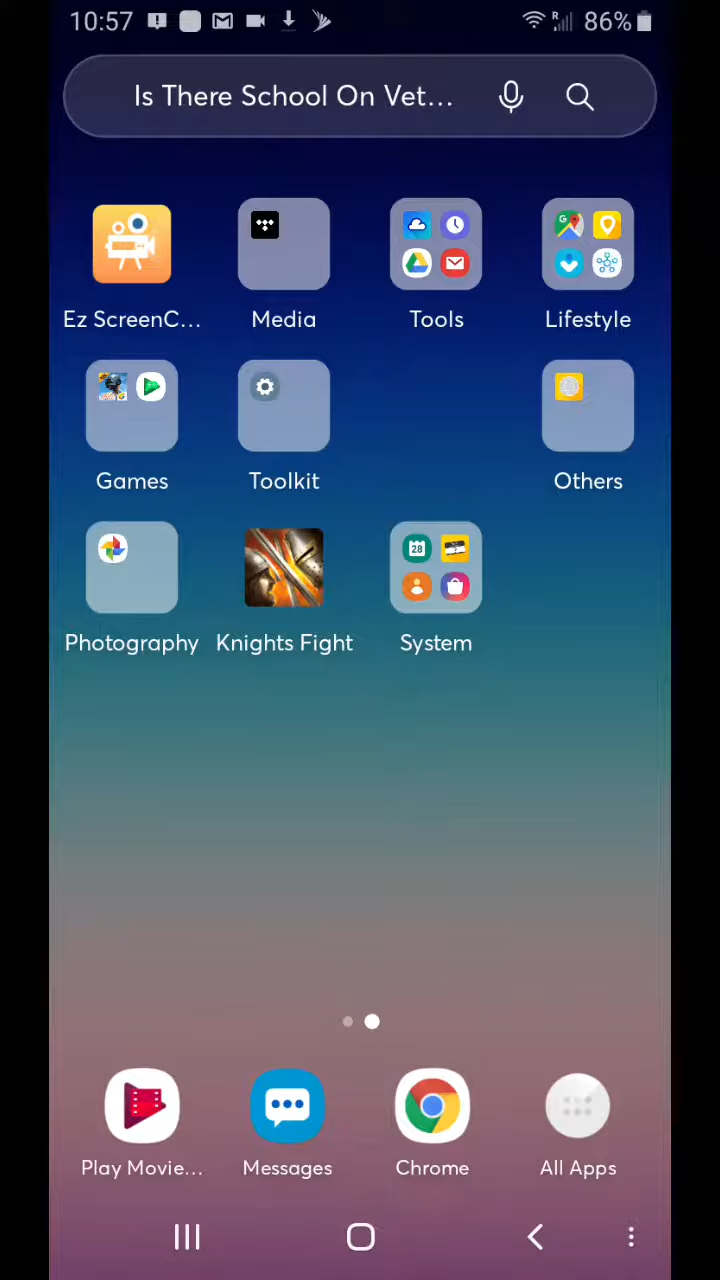 10:57 86%
Is There School On Vet...
Ez ScreenC... Media Tools Lifestyle
Games Toolkit Others
28
Photography Knights Fight System
Play Movie... Messages Chrome All Apps